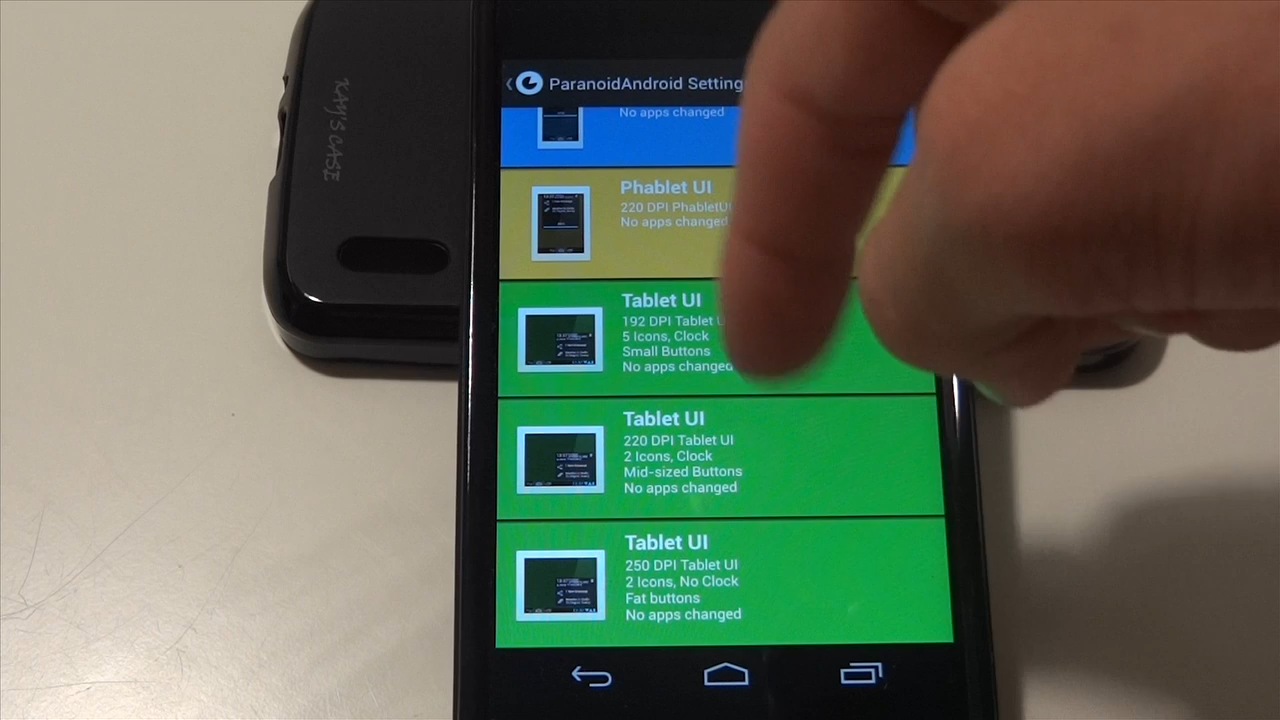 KAM'S CASE
ParanoidAndroid Setting
No apps changed
Phablet UI
220 DPI PhabletUI
No apps changed
Tablet UI
192 DPI Tablet U
5 Icons, Clock
Small Buttons
No apps changed
Tablet UI
220 DPI Tablet UI
2 Icons, Clock
Mid-sized Buttons
No apps changed
Tablet UI
250 DPI Tablet UI
2 Icons, No Clock
Fat buttons
No apps changed